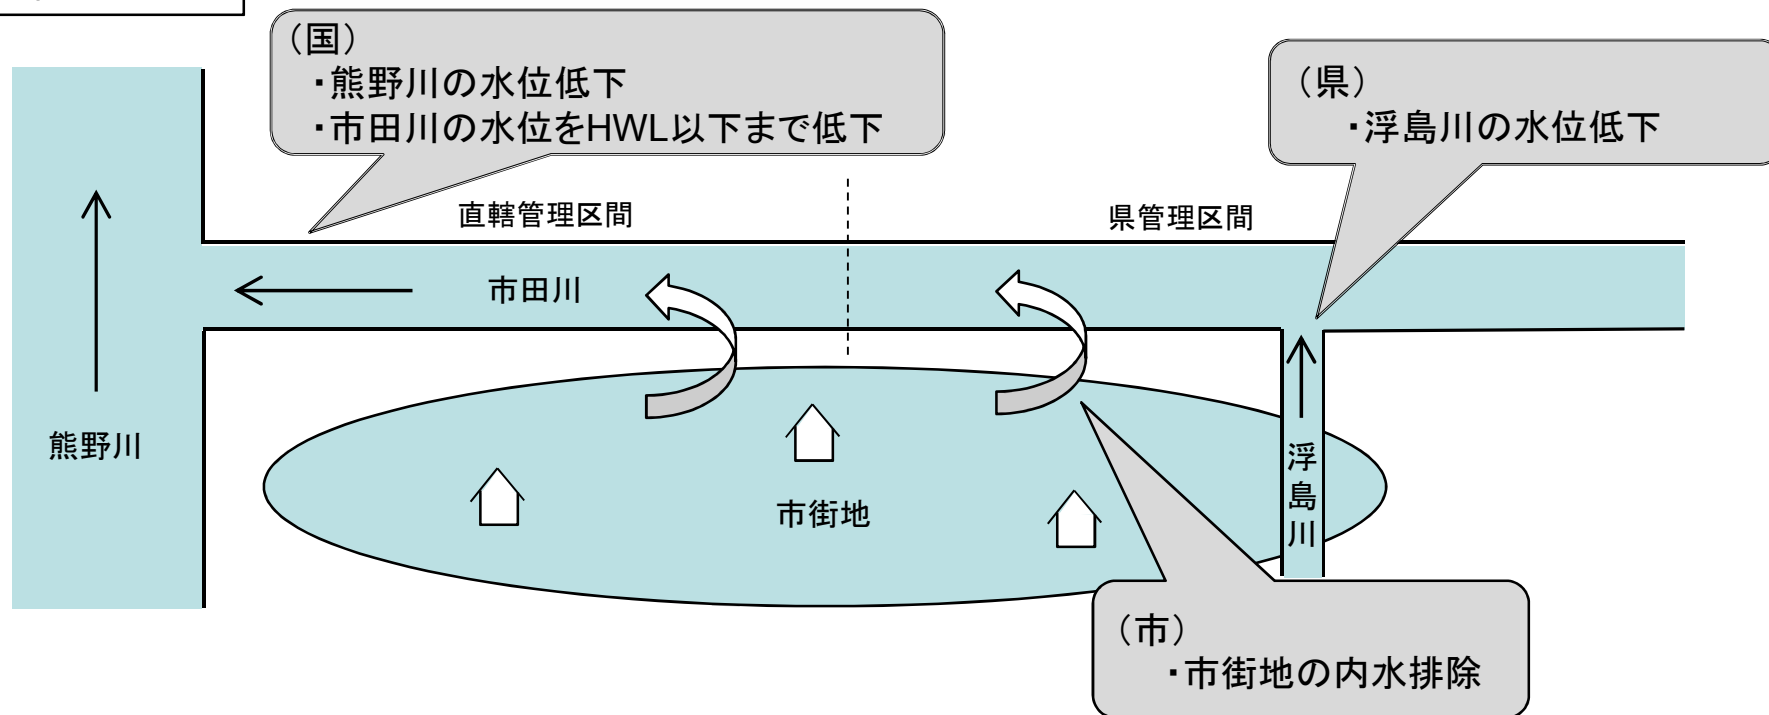 （国）
・熊野川の水位低下
・市田川の水位をHWL以下まで低下
（県）
・浮島川の水位低下
直轄管理区間
県管理区間
市田川
熊野川
浮島川
市街地
（市）
・市街地の内水排除